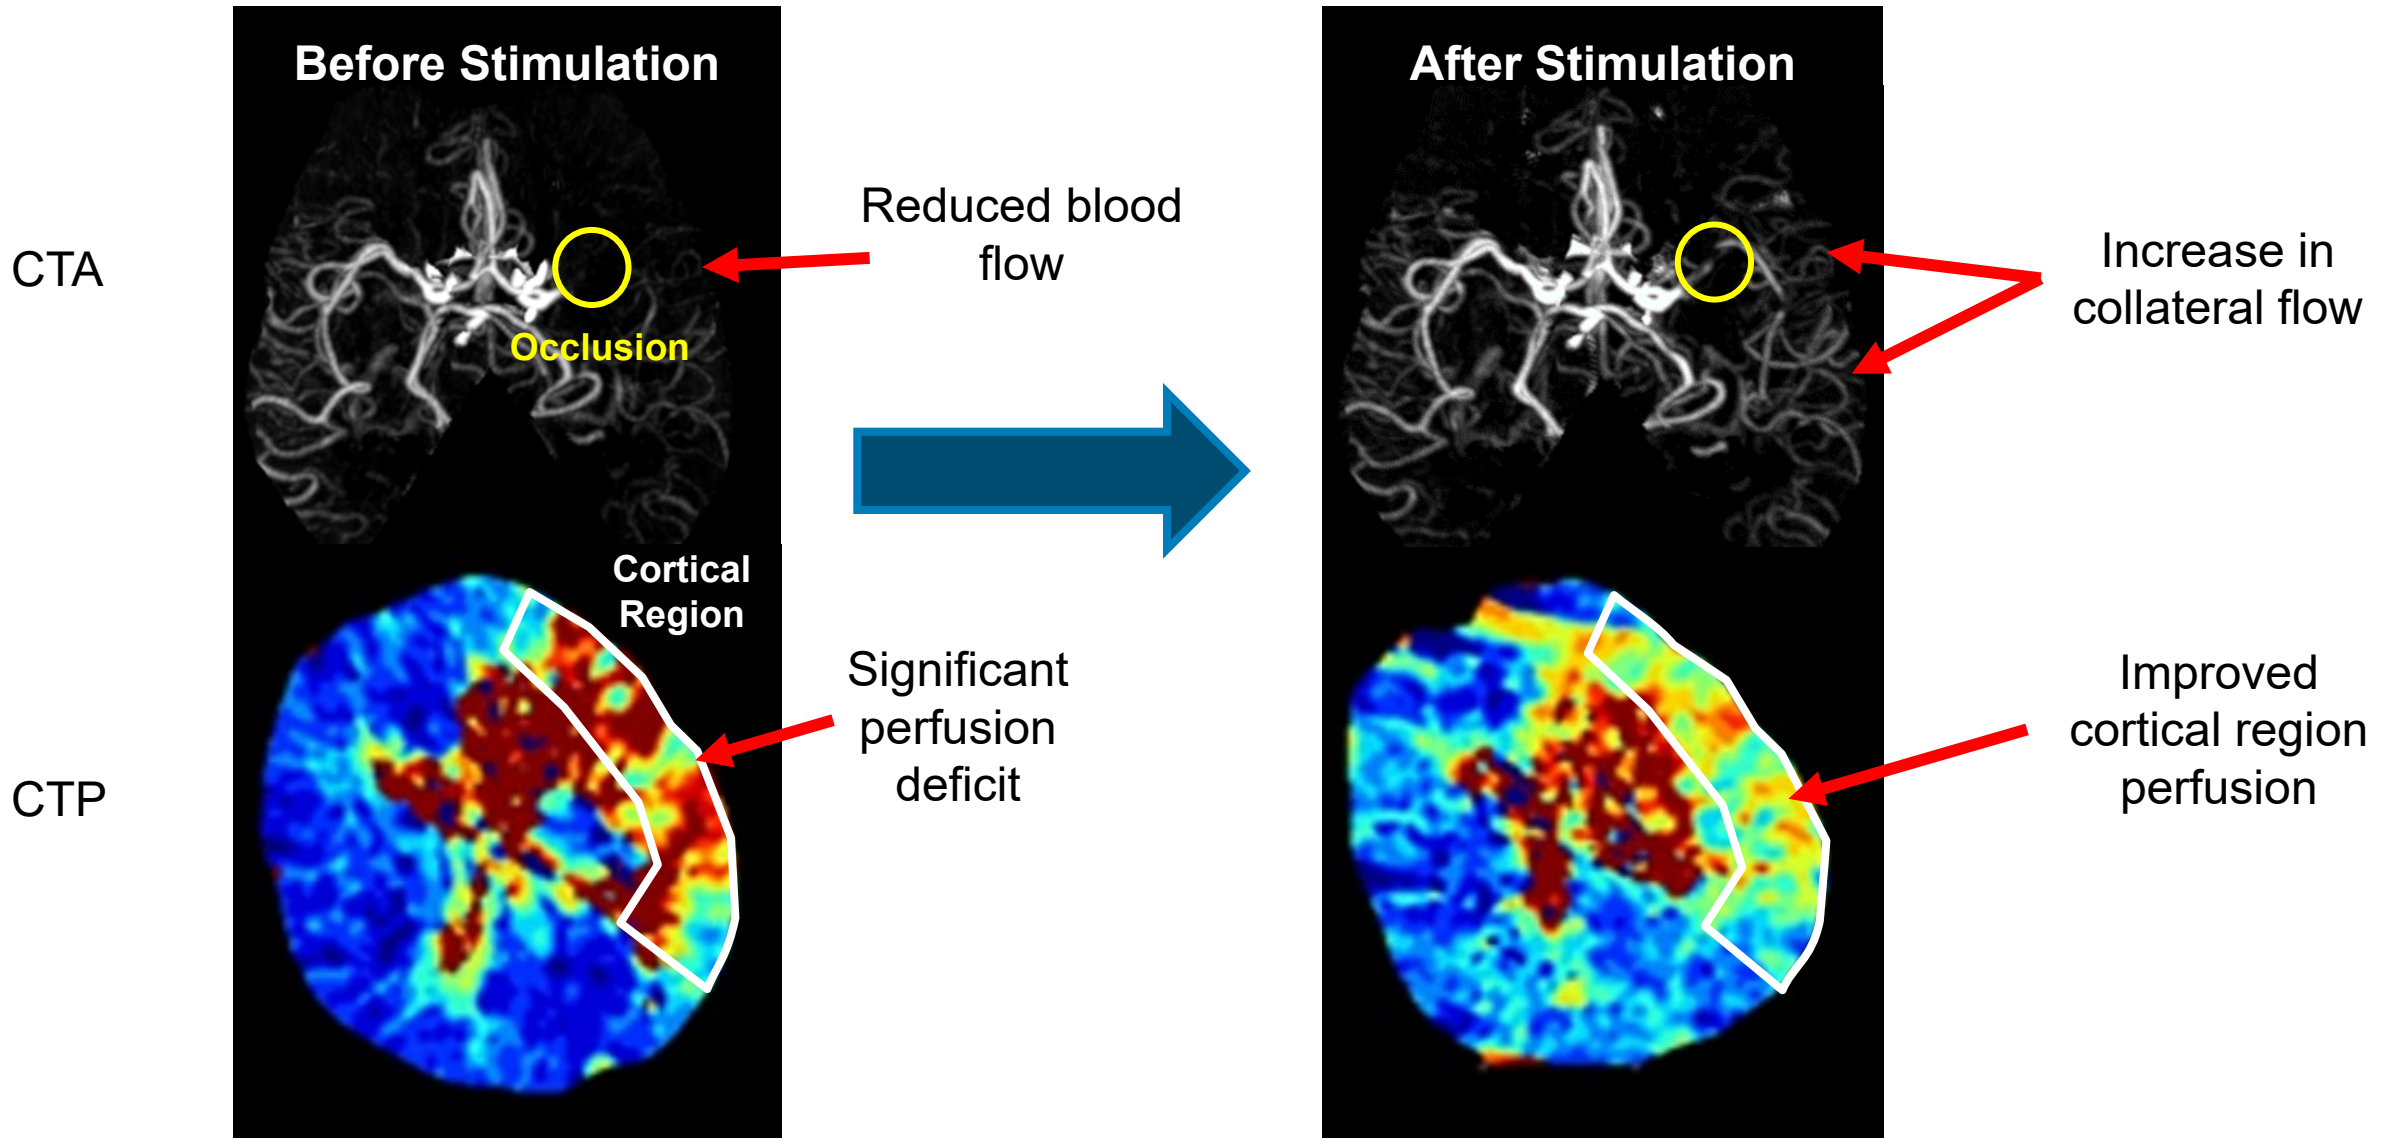 Before Stimulation
After Stimulation
CTA
Reduced blood
flow
Occlusion
Increase in
collateral flow
CTP
Cortical
Region
Significant
perfusion
deficit
Improved
cortical region
perfusion